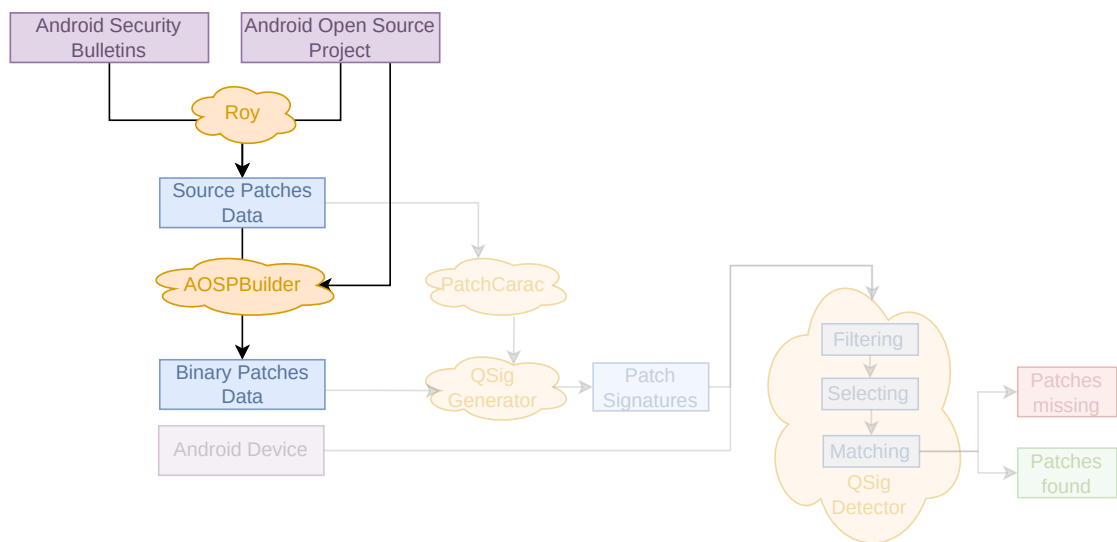 Android Security
Bulletins
Android Open Source
Project
Roy
Source Patches
Data
AOSPBuilder
PatchCarac
Binary Patches
Data
QSig
Generator
Patch
Signatures
Android Device
Filtering
Selecting
Matching
QSig
Detector
Patches
missing
Patches
found